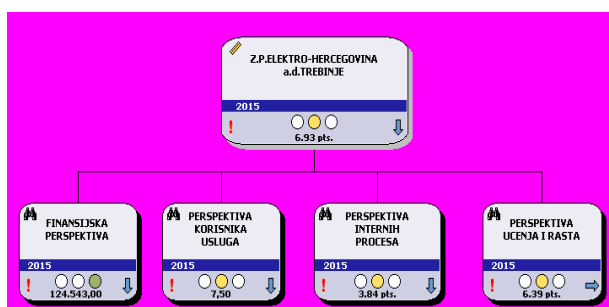 Z.P.ELEKTRO-HERCEGOVINA
a.d.TREBINJE
2015
!
6.93 pts.
FINANSIJSKA
PERSPEKTIVA
2015
!
124.543,00
PERSPEKTIVA
KORISNIKA
USLUGA
2015
!
7,50
PERSPEKTIVA
INTERNIH
PROCESA
2015
!
3.84 pts.
PERSPEKTIVA
UCENJA I RASTA
2015
!
6.39 pts.